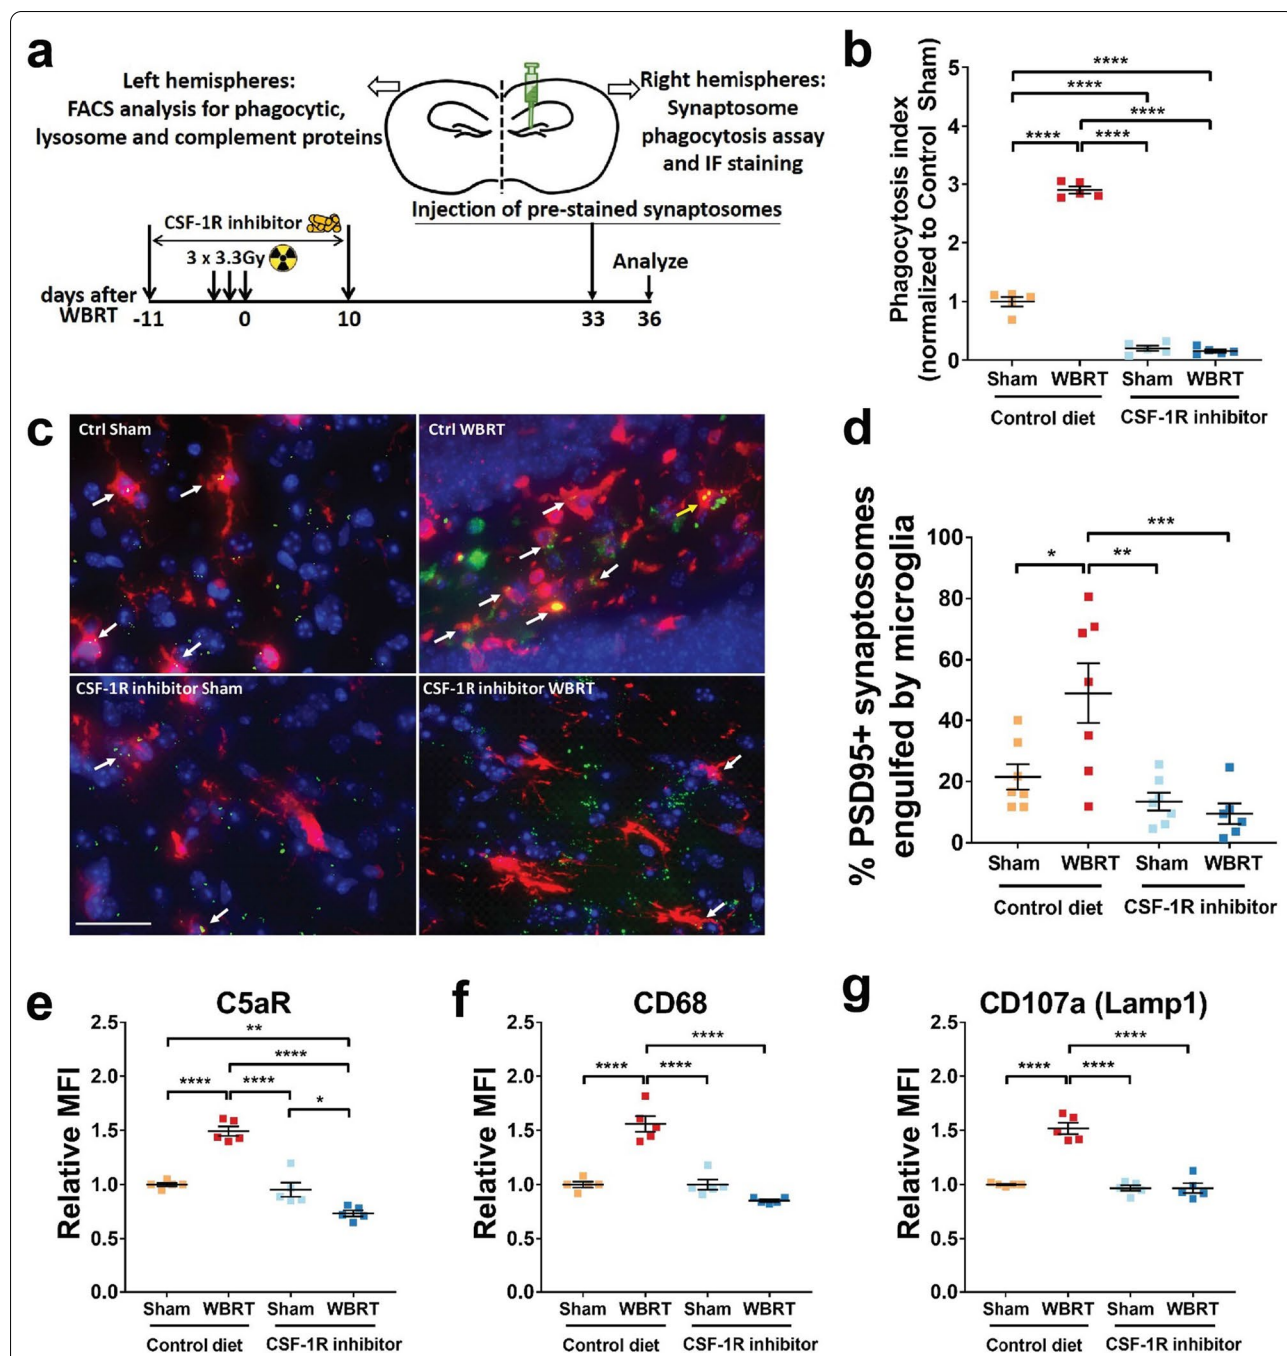 a
Left hemispheres:
FACS analysis for phagocytic,
lysosome and complement proteins
Right hemispheres:
Synaptosome
phagocytosis assay
and IF staining
Injection of pre-stained synaptosomes
CSF-1R inhibitor
3 x 3.3Gy
Analyze
days after
WBRT
-11 0 10 33 36
b
Phagocytosis index
(normalized to Control Sham)
5
4
3
2
1
0
****
****
****
**** ****
Sham WBRT Sham WBRT
Control diet CSF-1R inhibitor
c
Ctrl Sham
Ctrl WBRT
CSF-1R inhibitor Sham
CSF-1R inhibitor WBRT
d
% PSD95+ synaptosomes
engulfed by microglia
100
80
60
40
20
0
***
* **
Sham WBRT Sham WBRT
Control diet CSF-1R inhibitor
e
C5aR
Relative MFI
2.5
2.0
1.5
1.0
0.5
0.0
**
****
**** ****
*
Sham WBRT Sham WBRT
Control diet CSF-1R inhibitor
f
CD68
Relative MFI
2.5
2.0
1.5
1.0
0.5
0.0
****
**** ****
Sham WBRT Sham WBRT
Control diet CSF-1R inhibitor
g
CD107a (Lamp1)
Relative MFI
2.5
2.0
1.5
1.0
0.5
0.0
****
**** ****
Sham WBRT Sham WBRT
Control diet CSF-1R inhibitor